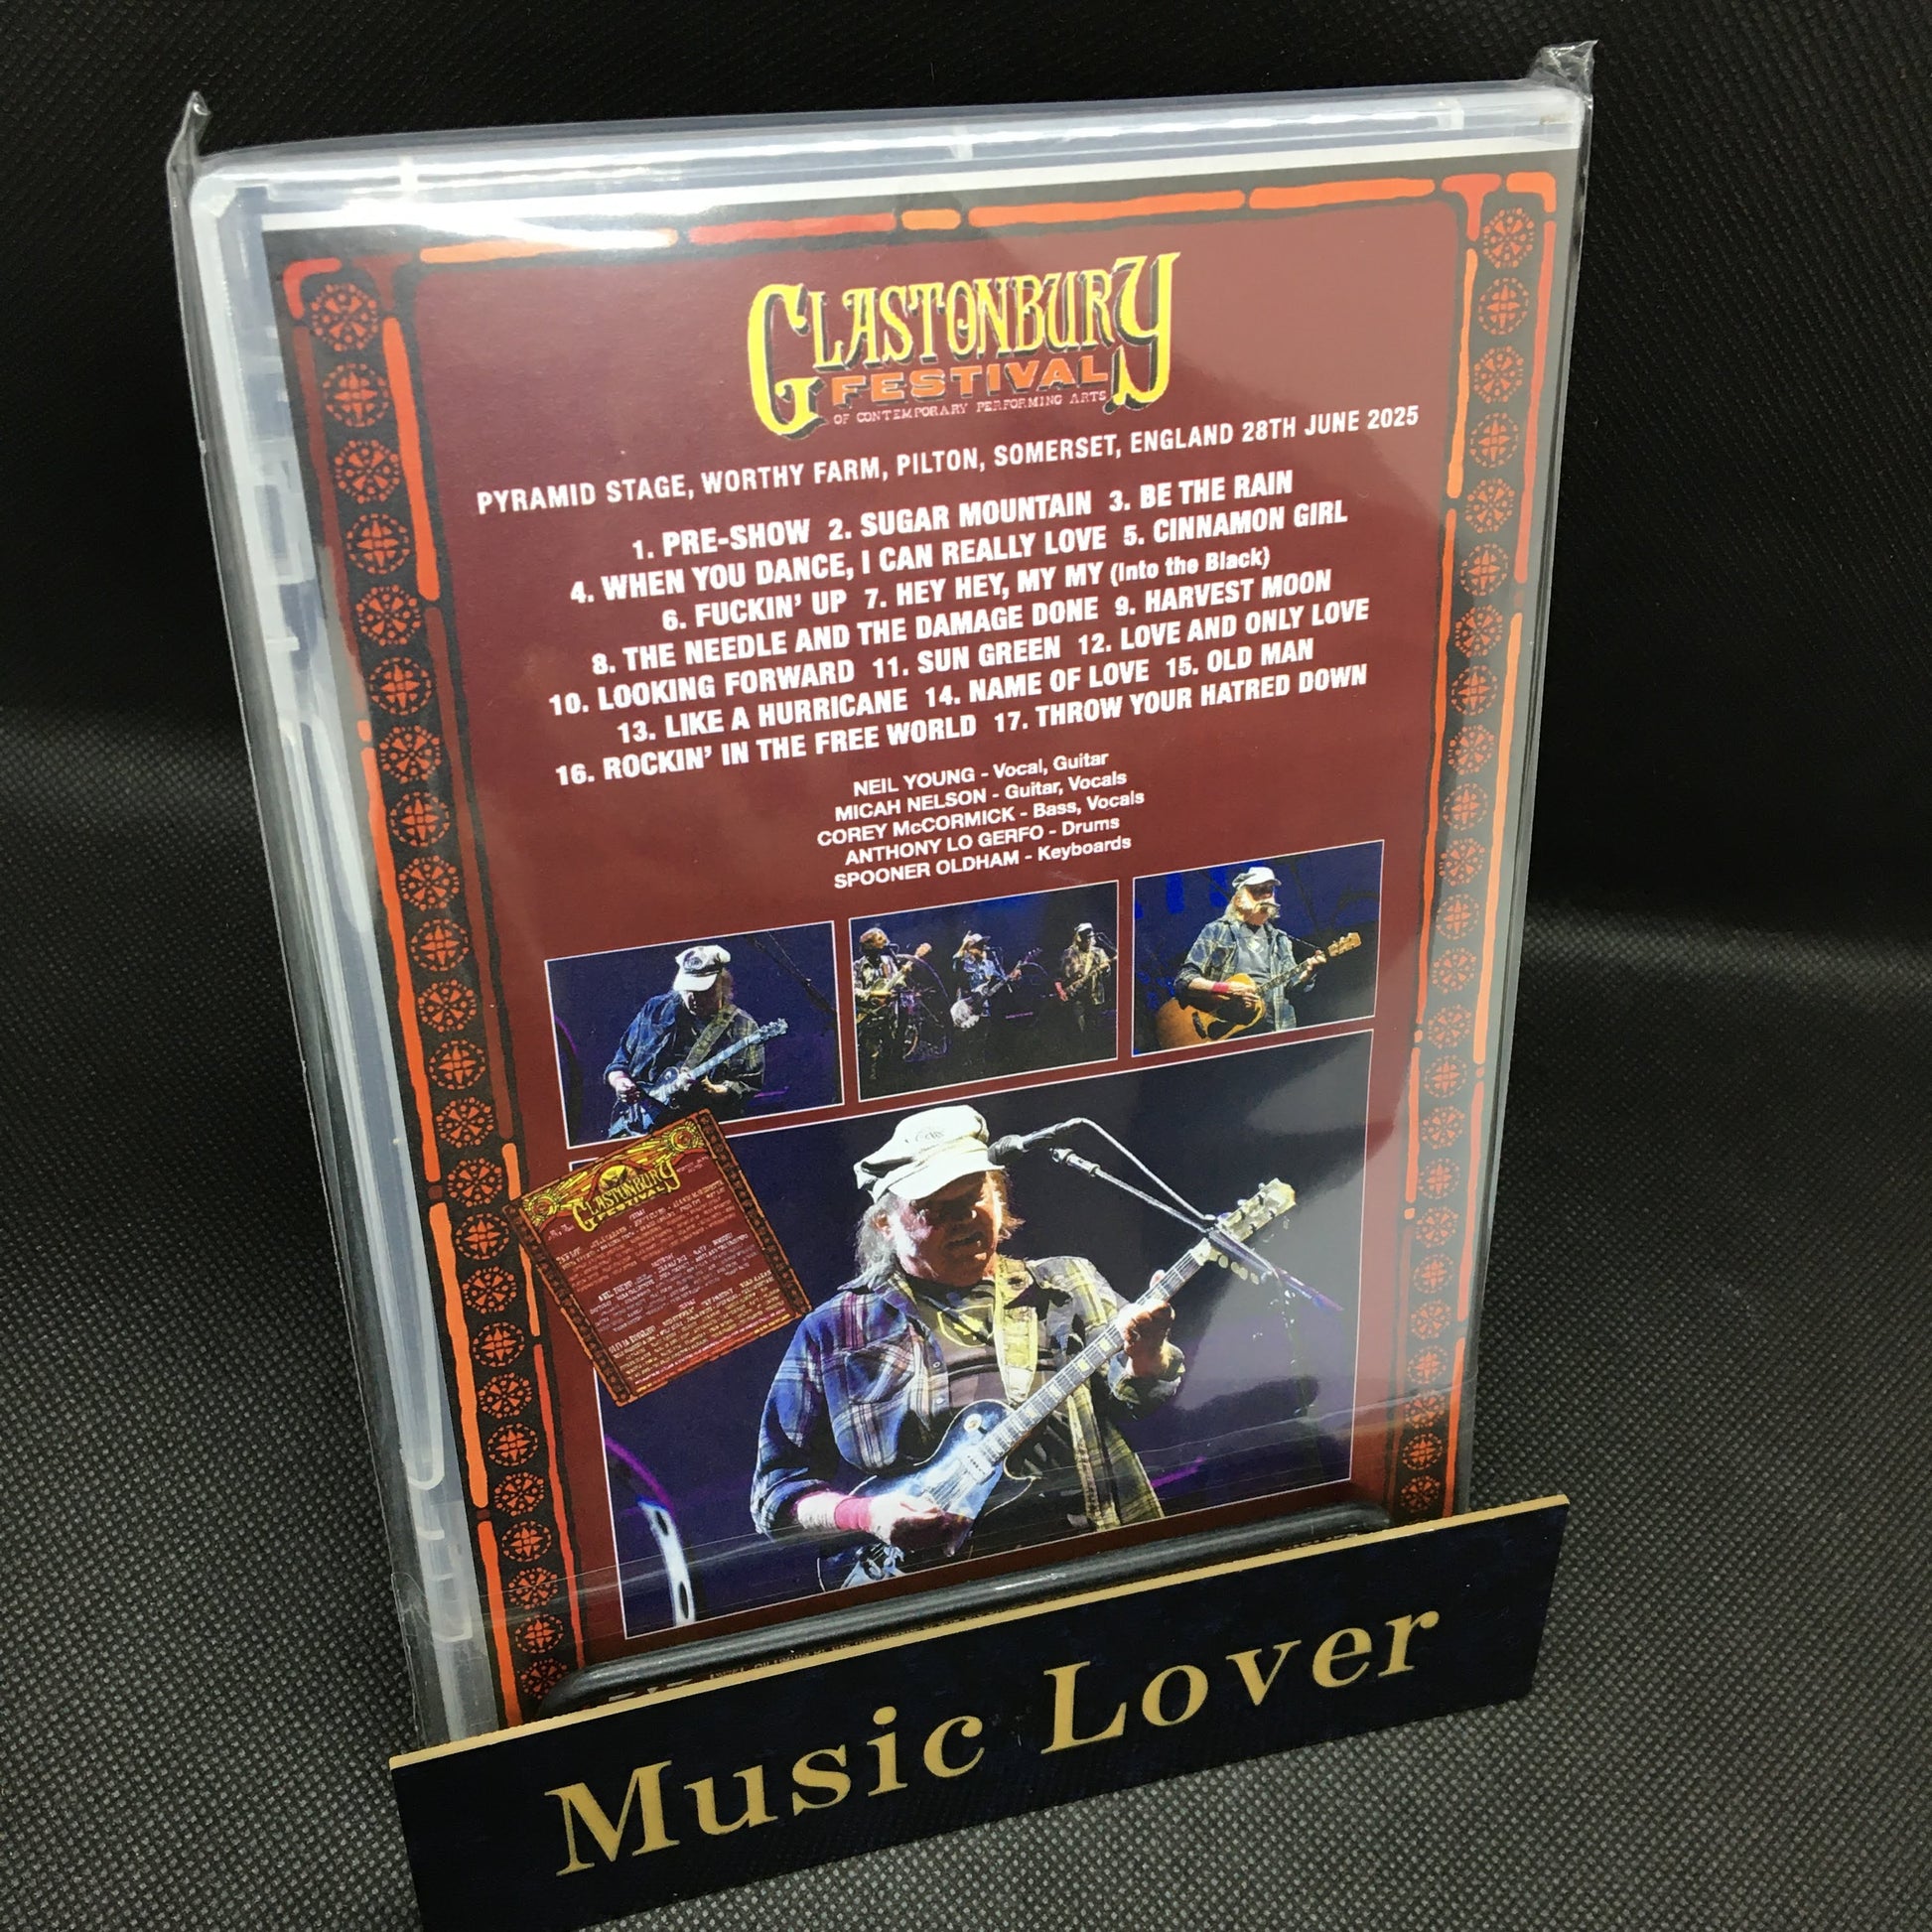 GLASTONBURY
FESTIVAL
OF CONTEMPORARY PERFORMING ARTS
PYRAMID STAGE, WORTHY FARM, PILTON, SOMERSET, ENGLAND 28TH JUNE 2025
1. PRE-SHOW 2. SUGAR MOUNTAIN 3. BE THE RAIN
4. WHEN YOU DANCE, I CAN REALLY LOVE 5. CINNAMON GIRL
6. FUCKIN' UP 7. HEY HEY, MY MY (Into the Black)
8. THE NEEDLE AND THE DAMAGE DONE 9. HARVEST MOON
10. LOOKING FORWARD 11. SUN GREEN 12. LOVE AND ONLY LOVE
13. LIKE A HURRICANE 14. NAME OF LOVE 15. OLD MAN
16. ROCKIN' IN THE FREE WORLD 17. THROW YOUR HATRED DOWN
NEIL YOUNG - Vocal, Guitar
MICAH NELSON - Guitar, Vocals
COREY McCORMICK - Bass, Vocals
ANTHONY LO GERFO - Drums
SPOONER OLDHAM - Keyboards
GLASTONBURY
FESTIVAL
Music Lover